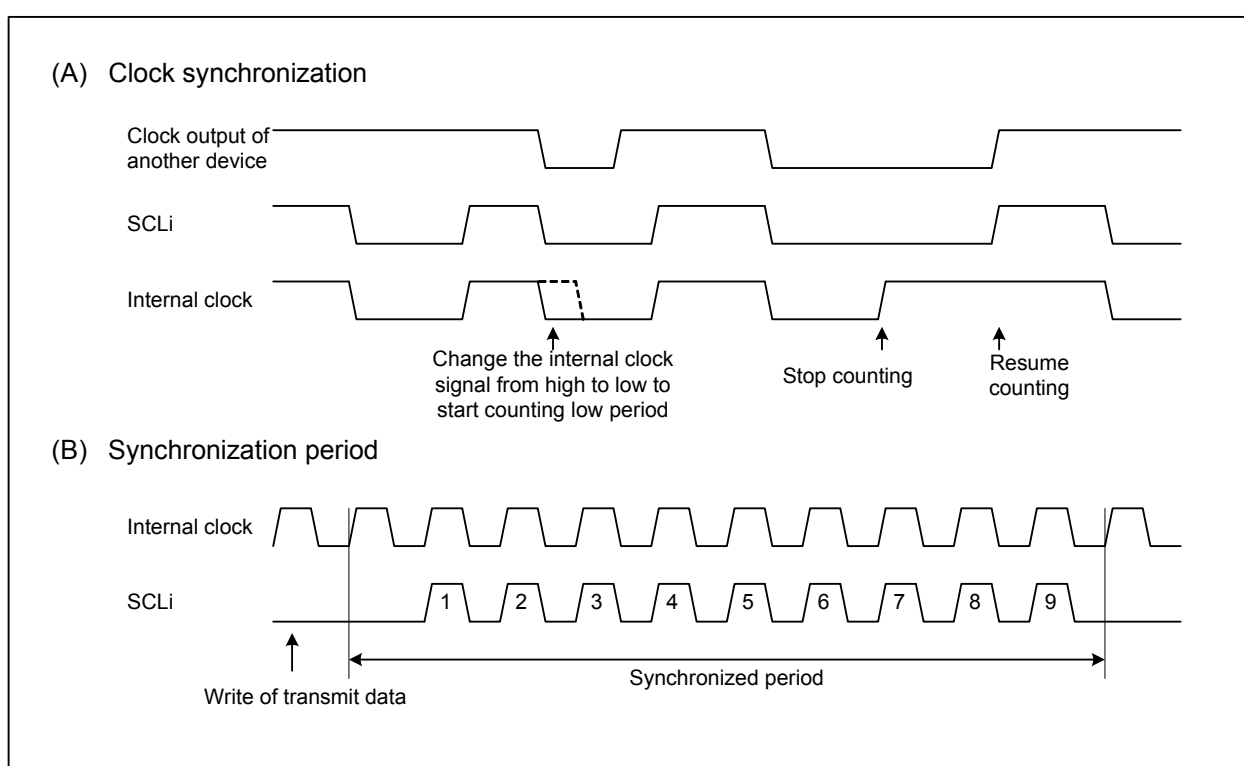 (A) Clock synchronization
Clock output of
another device
SCLi
Internal clock
Change the internal clock
signal from high to low to
start counting low period
Stop counting
Resume
counting
(B) Synchronization period
Internal clock
SCLi
1 2 3 4 5 6 7 8 9
Synchronized period
Write of transmit data